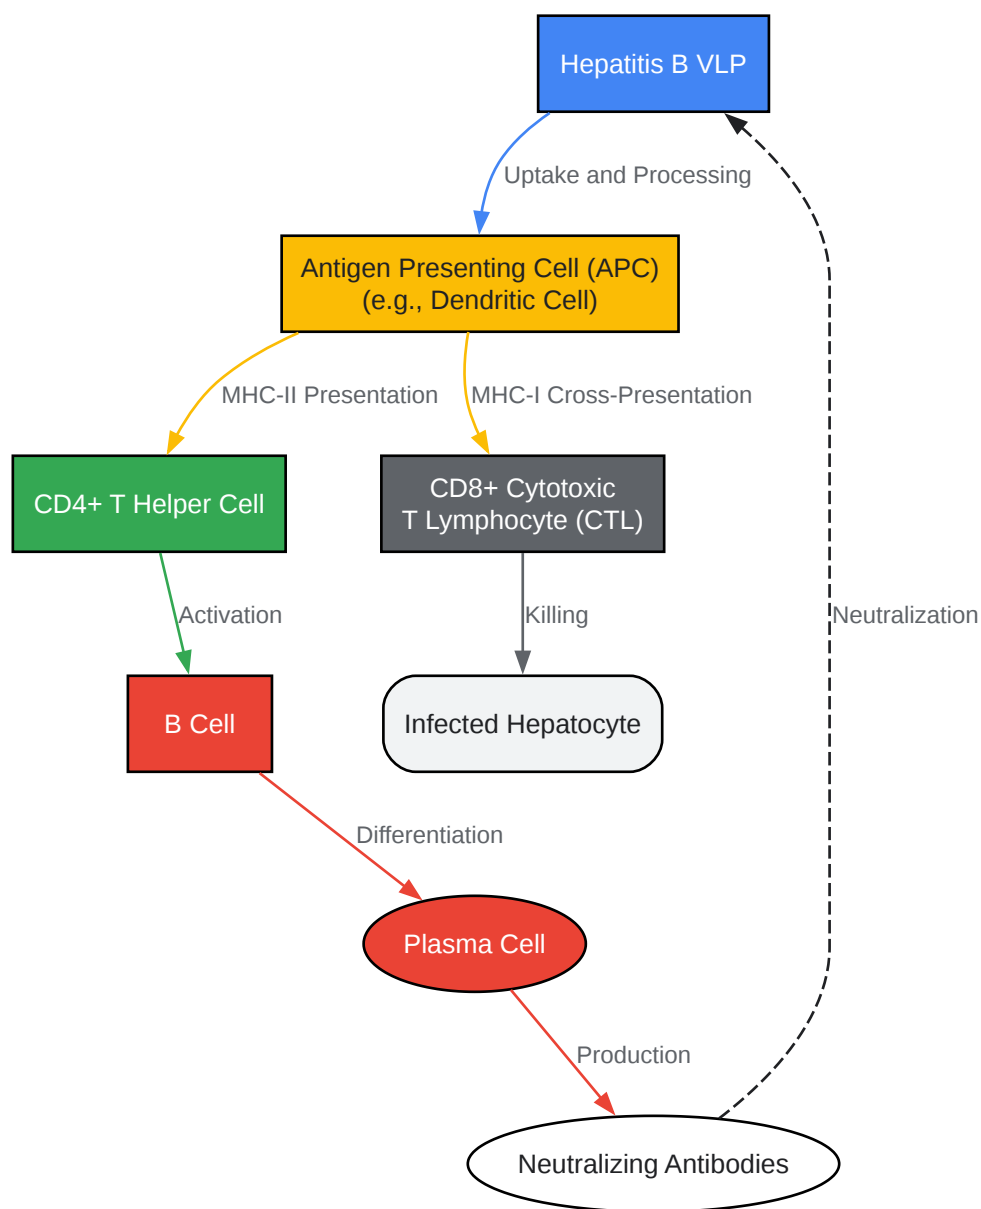 Hepatitis B VLP
Uptake and Processing
Antigen Presenting Cell (APC)
(e.g., Dendritic Cell)
MHC-II Presentation
MHC-I Cross-Presentation
CD4+ T Helper Cell
CD8+ Cytotoxic
T Lymphocyte (CTL)
Activation
Killing
Neutralization
B Cell
Infected Hepatocyte
Differentiation
Plasma Cell
Production
Neutralizing Antibodies